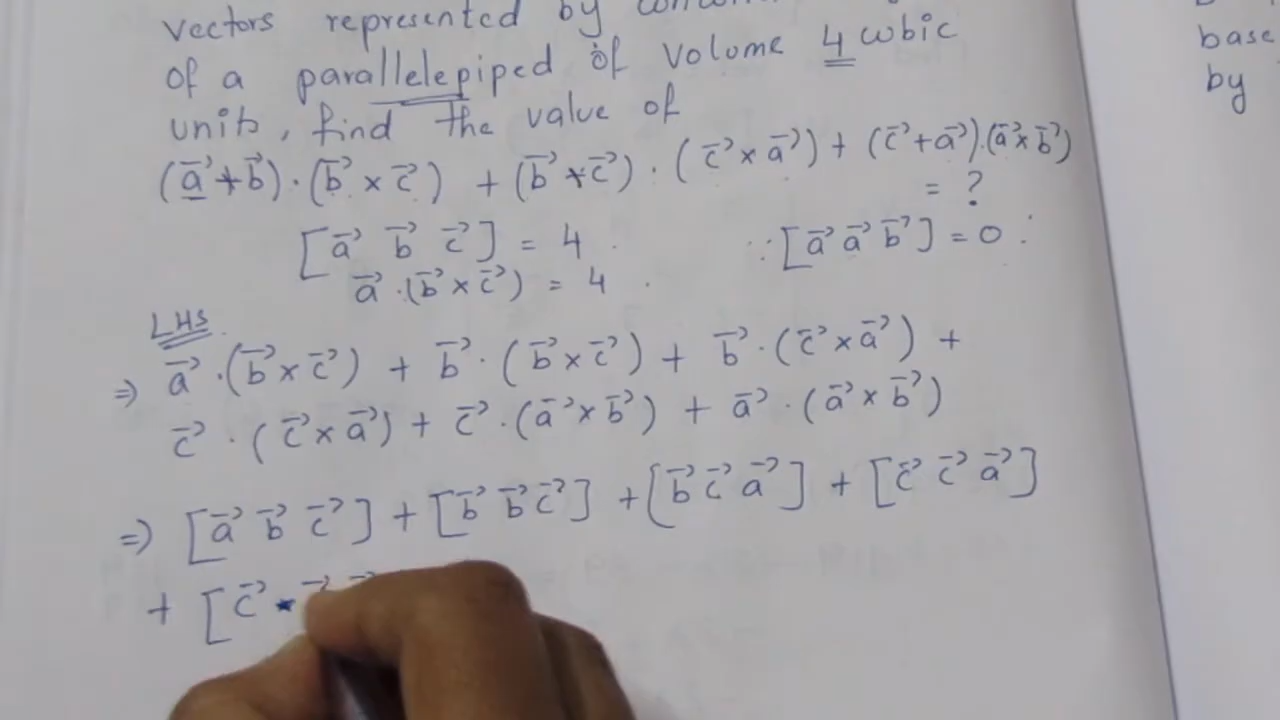 vectors represented by
of a parallelepiped of volume 4 cubic
units, find the value of
(a⃗+b⃗)·(b⃗×c⃗) + (b⃗+c⃗)·(c⃗×a⃗) + (c⃗+a⃗)·(a⃗×b⃗)
= ?
[a⃗ b⃗ c⃗] = 4. ∵[a⃗ a⃗ b⃗] = 0
a⃗·(b⃗×c⃗) = 4.
LHS.
⇒ a⃗·(b⃗×c⃗) + b⃗·(b⃗×c⃗) + b⃗·(c⃗×a⃗) +
c⃗·(c⃗×a⃗) + c⃗·(a⃗×b⃗) + a⃗·(a⃗×b⃗)
⇒ [a⃗ b⃗ c⃗] + [b⃗ b⃗ c⃗] + [b⃗ c⃗ a⃗] + [c⃗ c⃗ a⃗]
+ [c⃗
base
by